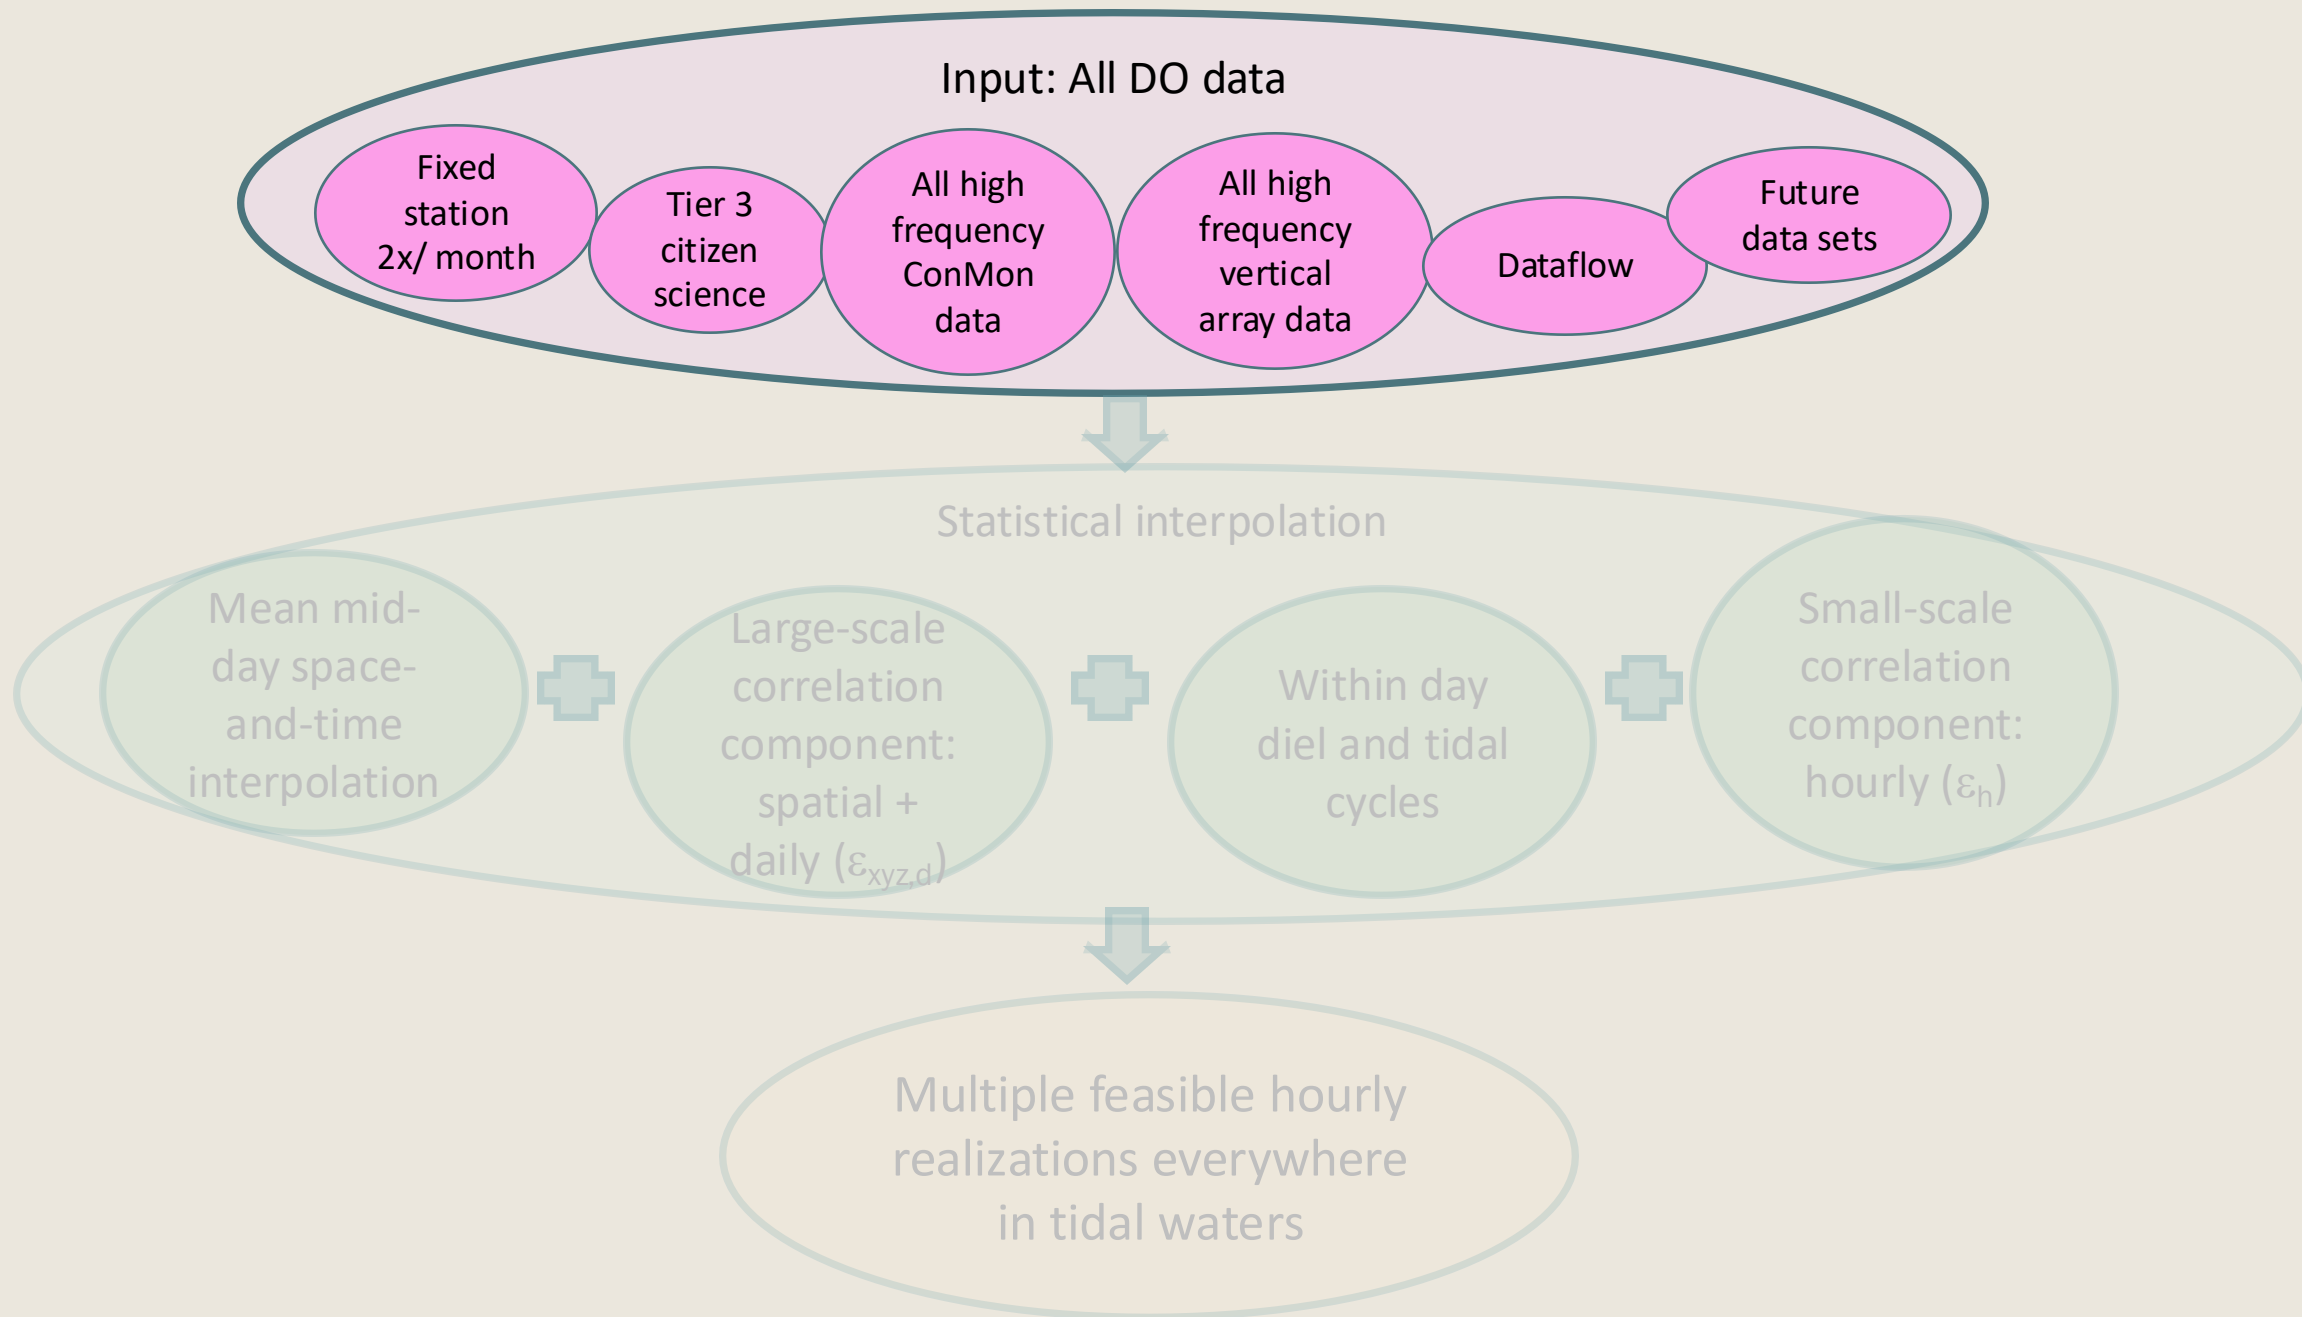 Input: All DO data
Fixed
station
2x/ month
Tier 3
citizen
science
All high
frequency
ConMon
data
All high
frequency
vertical
array data
Dataflow
Future
data sets
Statistical interpolation
Mean mid-
day space-
and-time
interpolation
Large-scale
correlation
component:
spatial +
daily (εxyz,d)
Within day
diel and tidal
cycles
Small-scale
correlation
component:
hourly (εh)
Multiple feasible hourly
realizations everywhere
in tidal waters